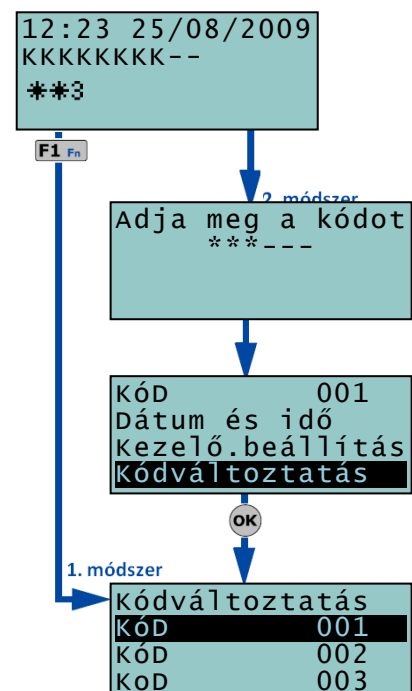 12:23 25/08/2009
KKKKKKKK--
**3
F1 Fn
2. módszer
Adja meg a kódot
***---
KóD 001
Dátum és idő
Kezelő.beállítás
Kódváltoztatás
OK
1. módszer
Kódváltoztatás
KóD 001
KóD 002
KoD 003